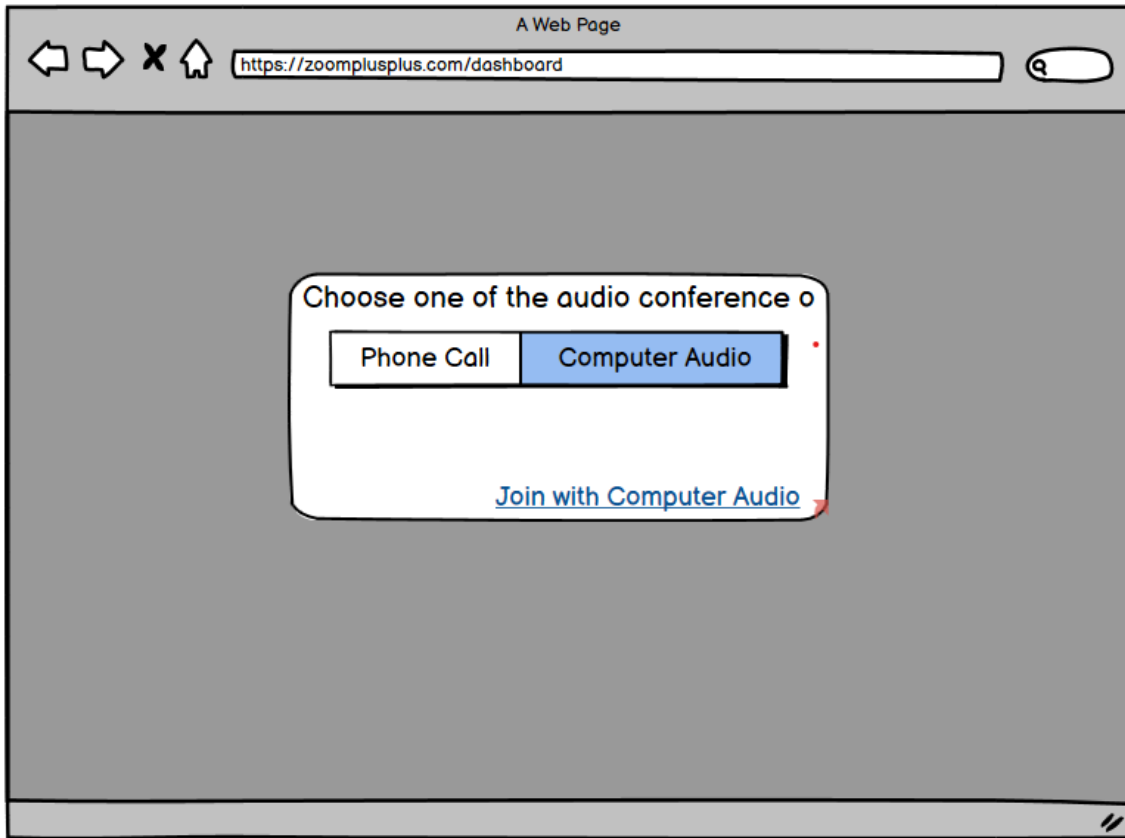 A Web Page
https://zoomplusplus.com/dashboard
Choose one of the audio conference o
Phone Call
Computer Audio
Join with Computer Audio